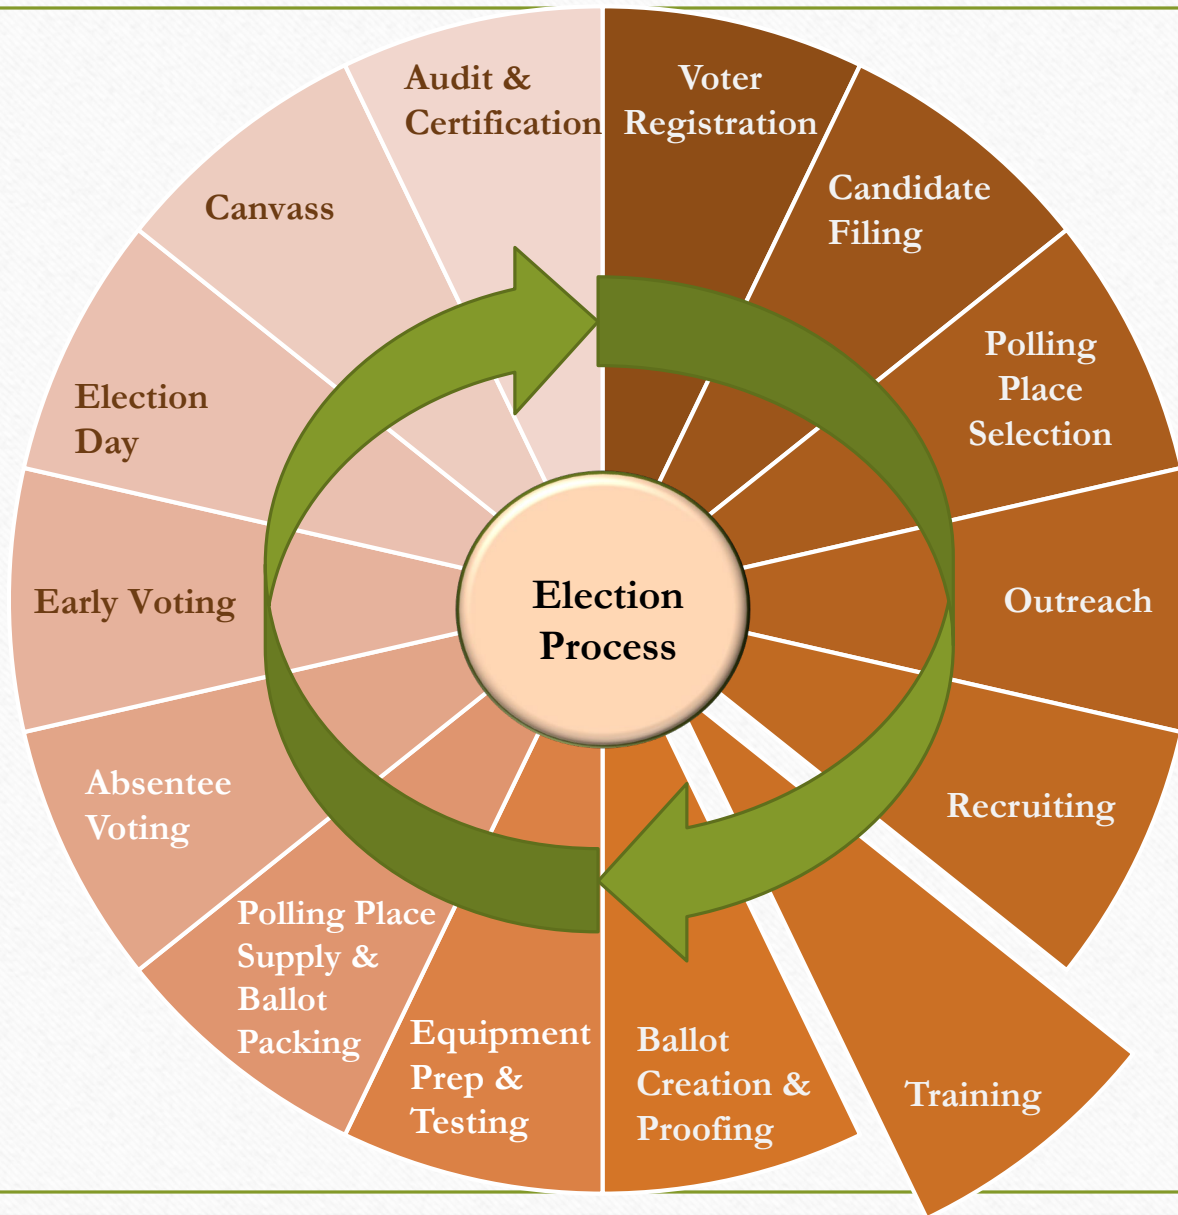 Voter
Registration
Candidate
Filing
Polling
Place
Selection
Outreach
Recruiting
Training
Ballot
Creation &
Proofing
Equipment
Prep &
Testing
Polling Place
Supply &
Ballot
Packing
Absentee
Voting
Early Voting
Election
Day
Canvass
Audit &
Certification
Election
Process